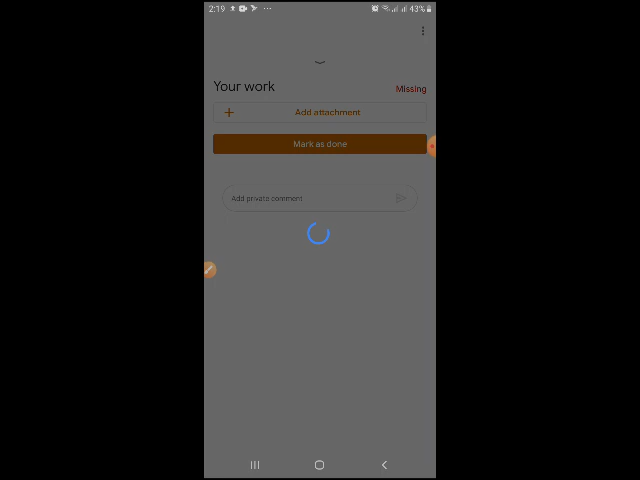 2:19
43%
Your work
Missing
Add attachment
Mark as done
Add private comment